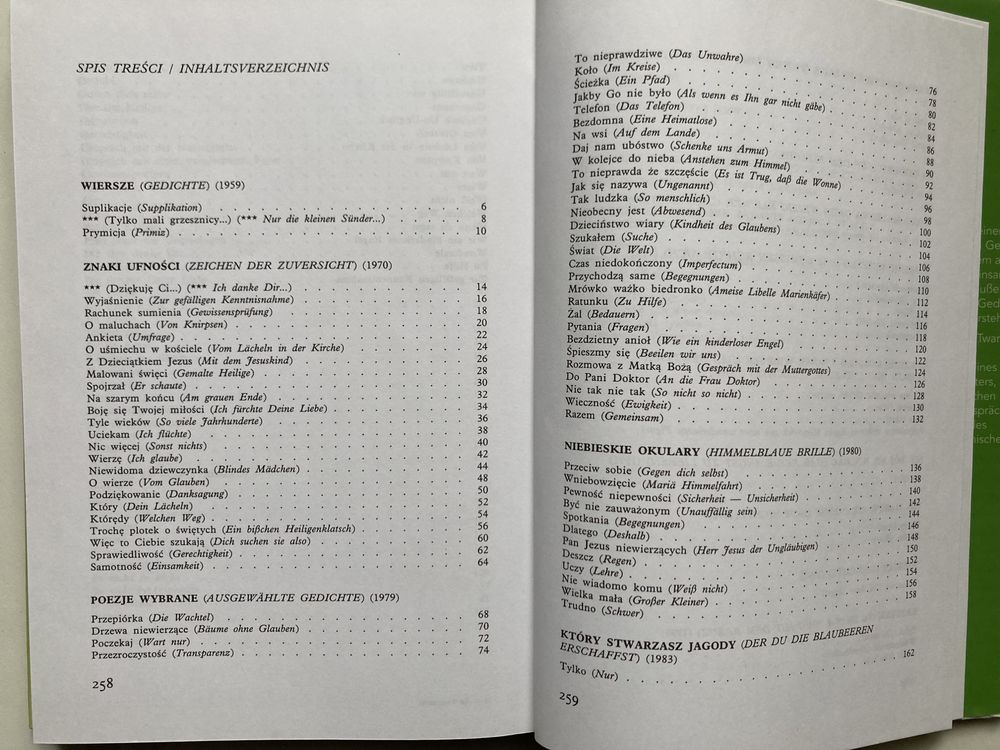 SPIS TREŚCI / INHALTSVERZEICHNIS
WIERSZE (GEDICHTE) (1959)
Suplikacje (Supplikation) 6
*** (Tylko mali grzesznicy...) (*** Nur die kleinen Sünder...) 8
Prymicja (Primiz) 10
ZNAKI UFNOŚCI (ZEICHEN DER ZUVERSICHT) (1970)
*** (Dziękuję Ci...) (*** Ich danke Dir...) 14
Wyjaśnienie (Zur gefälligen Kenntnisnahme) 16
Rachunek sumienia (Gewissensprüfung) 18
O maluchach (Von Knirpsen) 20
Ankieta (Umfrage) 22
O uśmiechu w kościele (Vom Lächeln in der Kirche) 24
Z Dzieciątkiem Jezus (Mit dem Jesuskind) 26
Malowani święci (Gemalte Heilige) 28
Spojrzał (Er schaute) 30
Na szarym końcu (Am grauen Ende) 32
Boję się Twojej miłości (Ich fürchte Deine Liebe) 34
Tyle wieków (So viele Jahrhunderte) 36
Uciekam (Ich flüchte) 38
Nic więcej (Sonst nichts) 40
Wierzę (Ich glaube) 42
Niewidoma dziewczynka (Blindes Mädchen) 44
O wierze (Vom Glauben) 48
Podziękowanie (Danksagung) 50
Który (Dein Lächeln) 52
Którędy (Welchen Weg) 54
Trochę plotek o świętych (Ein bißchen Heiligenklatsch) 56
Więc to Ciebie szukają (Dich suchen sie also) 60
Sprawiedliwość (Gerechtigkeit) 62
Samotność (Einsamkeit) 64
POEZJE WYBRANE (AUSGEWÄHLTE GEDICHTE) (1979)
Przepiórka (Die Wachtel) 68
Drzewa niewierzące (Bäume ohne Glauben) 70
Poczekaj (Wart nur) 72
Przezroczystość (Transparenz) 74
258
To nieprawdziwe (Das Unwahre) 76
Koło (Im Kreise) 78
Ścieżka (Ein Pfad) 80
Jakby Go nie było (Als wenn es Ihn gar nicht gäbe) 82
Telefon (Das Telefon) 84
Bezdomna (Eine Heimatlose) 86
Na wsi (Auf dem Lande) 88
Daj nam ubóstwo (Schenke uns Armut) 90
W kolejce do nieba (Anstehen zum Himmel) 92
To nieprawda że szczęście (Es ist Trug, daß die Wonne) 94
Jak się nazywa (Ungenannt) 96
Tak ludzka (So menschlich) 98
Nieobecny jest (Abwesend) 100
Dzieciństwo wiary (Kindheit des Glaubens) 102
Szukałem (Suche) 104
Świat (Die Welt) 106
Czas niedokończony (Imperfectum) 108
Przychodzą same (Begegnungen) 110
Mrówko ważko biedronko (Ameise Libelle Marienkäfer) 112
Ratunku (Zu Hilfe) 114
Żal (Bedauern) 116
Pytania (Fragen) 118
Bezdzietny anioł (Wie ein kinderloser Engel) 120
Śpieszmy się (Beeilen wir uns) 122
Rozmowa z Matką Bożą (Gespräch mit der Muttergottes) 124
Do Pani Doktor (An die Frau Doktor) 126
Nie tak nie tak (So nicht so nicht) 128
Wieczność (Ewigkeit) 130
Razem (Gemeinsam) 132
NIEBIESKIE OKULARY (HIMMELBLAUE BRILLE) (1980)
Przeciw sobie (Gegen dich selbst) 136
Wniebowzięcie (Mariä Himmelfahrt) 138
Pewność niepewności (Sicherheit — Unsicherheit) 140
Być nie zauważonym (Unauffällig sein) 142
Spotkania (Begegnungen) 144
Dlatego (Deshalb) 146
Pan Jezus niewierzących (Herr Jesus der Ungläubigen) 148
Deszcz (Regen) 150
Uczy (Lehre) 152
Nie wiadomo komu (Weiß nicht) 154
Wielka mała (Großer Kleiner) 156
Trudno (Schwer) 158
KTÓRY STWARZASZ JAGODY (DER DU DIE BLAUBEEREN
ERSCHAFFST) (1983)
Tylko (Nur) 162
259